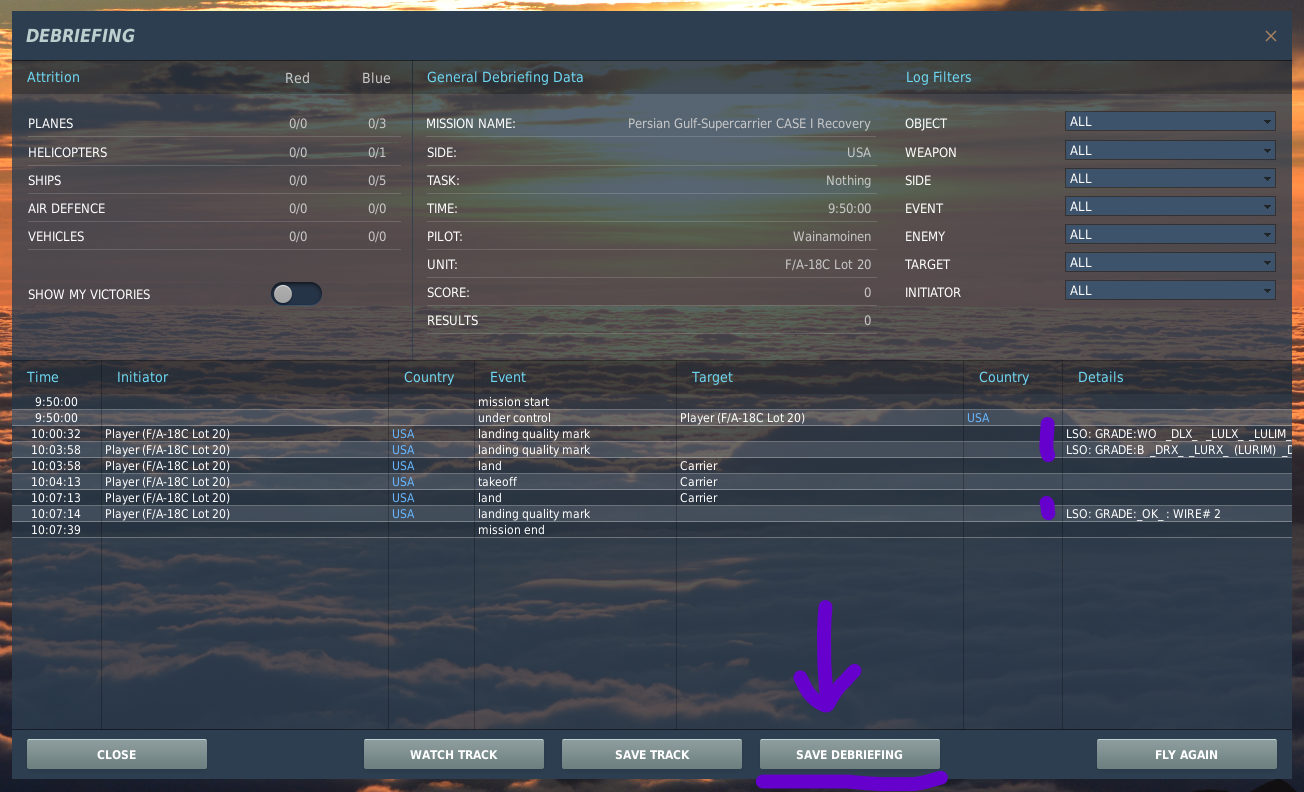 DEBRIEFING
Attrition Red Blue General Debriefing Data Log Filters
PLANES 0/0 0/3 MISSION NAME: Persian Gulf-Supercarrier CASE I Recovery OBJECT ALL
HELICOPTERS 0/0 0/1 SIDE: USA WEAPON ALL
SHIPS 0/0 0/5 TASK: Nothing SIDE ALL
AIR DEFENCE 0/0 0/0 TIME: 9:50:00 EVENT ALL
VEHICLES 0/0 0/0 PILOT: Wainamoinen ENEMY ALL
UNIT: F/A-18C Lot 20 TARGET ALL
SHOW MY VICTORIES SCORE: 0 INITIATOR ALL
RESULTS 0
Time Initiator Country Event Target Country Details
9:50:00 mission start
9:50:00 under control Player (F/A-18C Lot 20) USA
10:00:32 Player (F/A-18C Lot 20) USA landing quality mark LSO: GRADE:WO _DLX_ _LULX_ _LULIM_
10:03:58 Player (F/A-18C Lot 20) USA landing quality mark LSO: GRADE:B _DRX_ _LURX_ (LURIM) _D
10:03:58 Player (F/A-18C Lot 20) USA land Carrier
10:04:13 Player (F/A-18C Lot 20) USA takeoff Carrier
10:07:13 Player (F/A-18C Lot 20) USA land Carrier
10:07:14 Player (F/A-18C Lot 20) USA landing quality mark LSO: GRADE:_OK_ : WIRE# 2
10:07:39 mission end
CLOSE WATCH TRACK SAVE TRACK SAVE DEBRIEFING FLY AGAIN